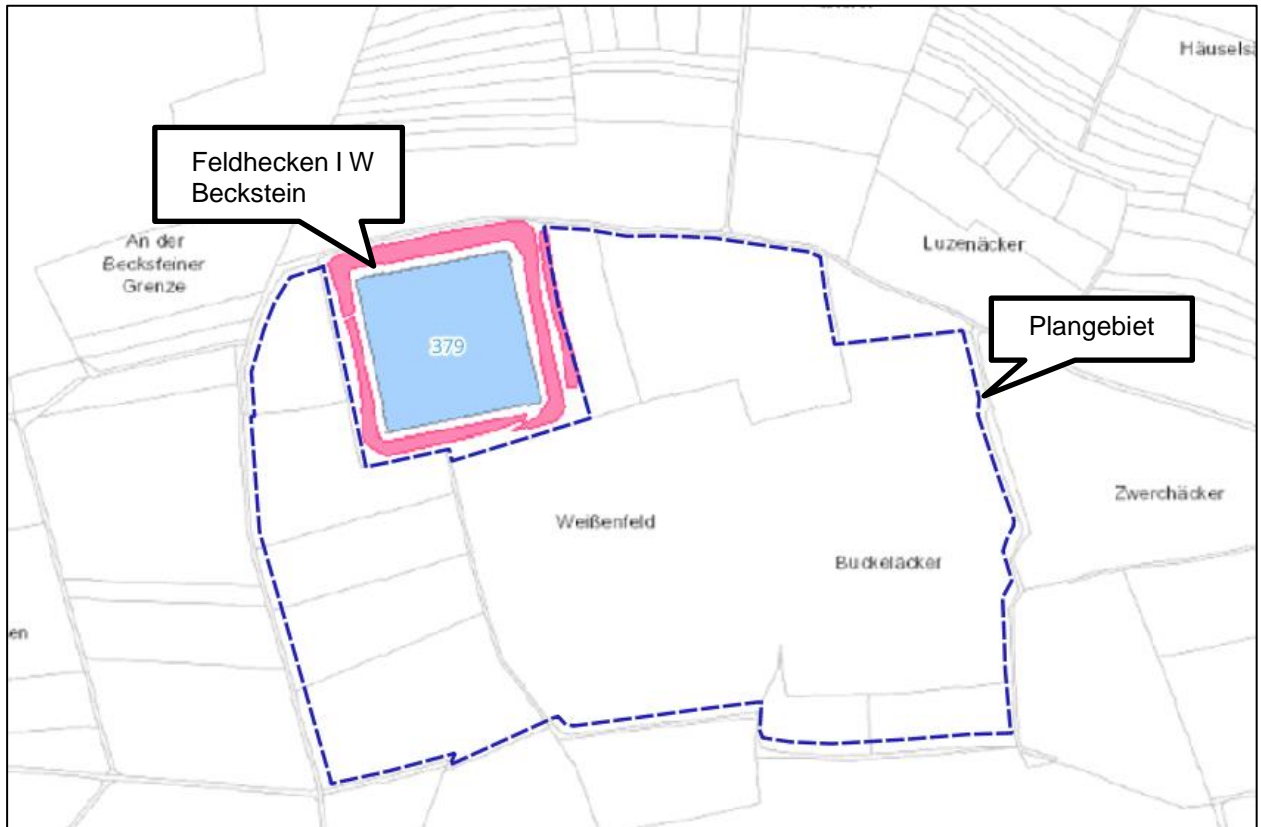 Häusels
Feldhecken I W
Beckstein
An der
Becksteiner
Grenze
Luzenäcker
Plangebiet
379
Zwerchäcker
Weißenfeld
Buckeläcker
en